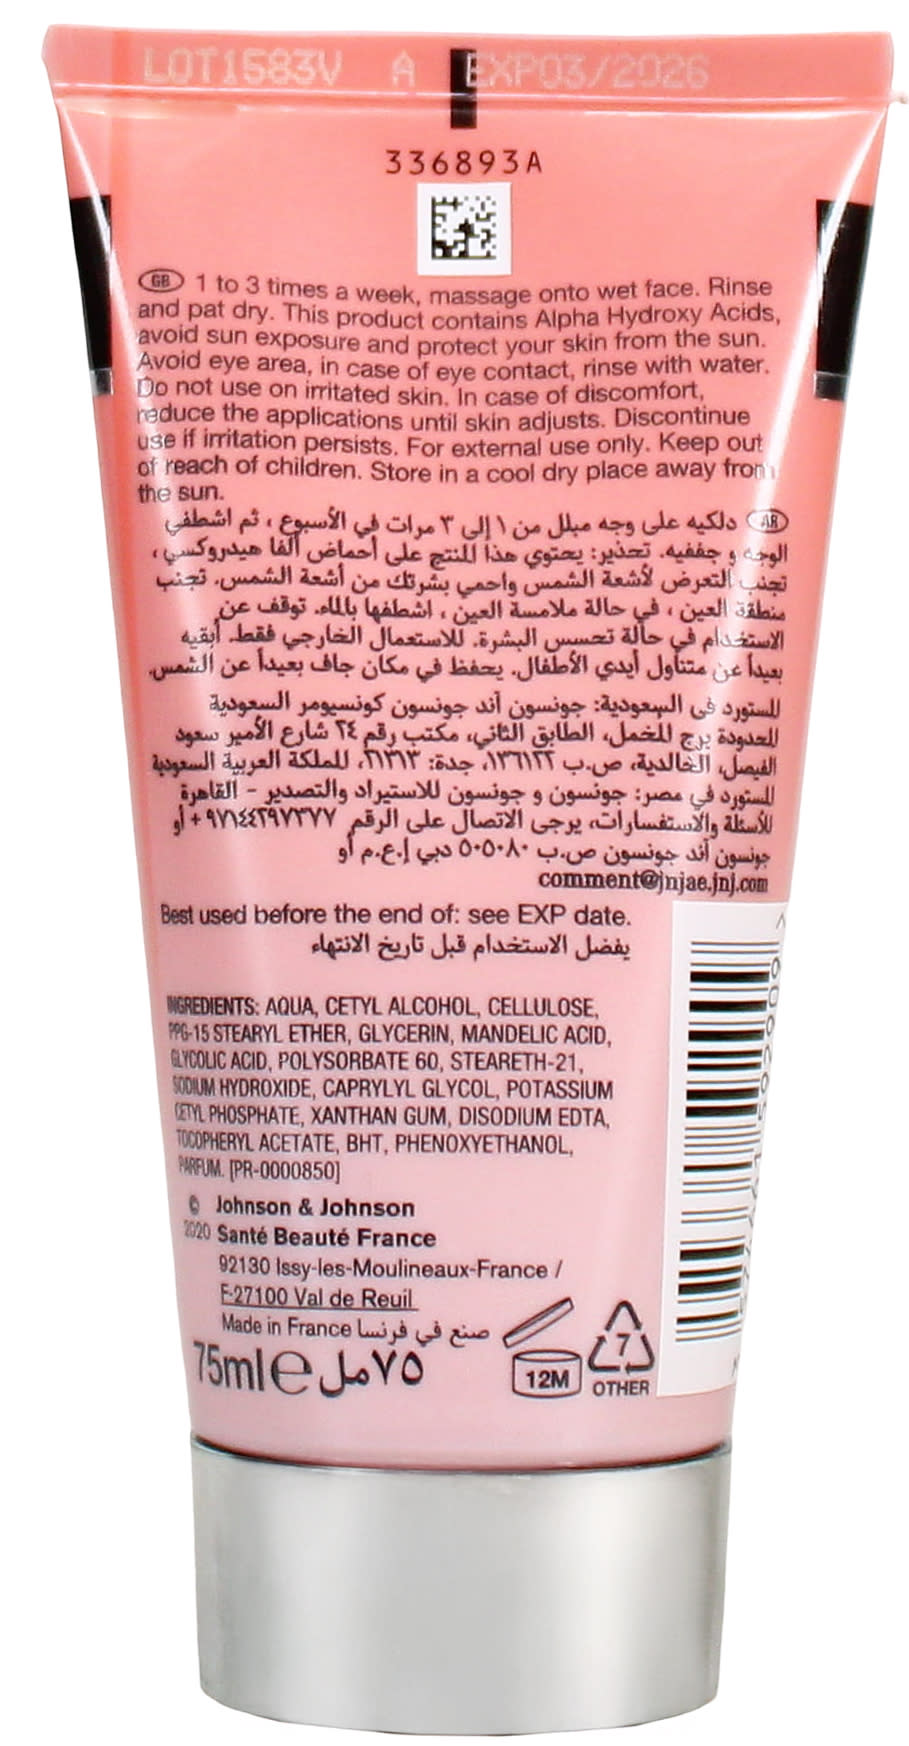 LOT1583V A EXP03/2026
336893A
GB 1 to 3 times a week, massage onto wet face. Rinse
and pat dry. This product contains Alpha Hydroxy Acids,
avoid sun exposure and protect your skin from the sun.
Avoid eye area, in case of eye contact, rinse with water.
Do not use on irritated skin. In case of discomfort,
reduce the applications until skin adjusts. Discontinue
use if irritation persists. For external use only. Keep out
of reach of children. Store in a cool dry place away from
the sun.
AR دلكيه على وجه مبلل من ١ إلى ٣ مرات في الأسبوع ، ثم اشطفي
الوجه و جففيه. تحذير: يحتوي هذا المنتج على أحماض ألفا هيدروكسي ،
تجنب التعرض لأشعة الشمس واحمي بشرتك من أشعة الشمس. تجنب
منطقة العين ، في حالة ملامسة العين ، اشطفها بالماء. توقف عن
الاستخدام في حالة تحسس البشرة. للاستعمال الخارجي فقط. أبقيه
بعيداً عن متناول أيدي الأطفال. يحفظ في مكان جاف بعيداً عن الشمس.
المستورد في السعودية: جونسون آند جونسون كونسيومر السعودية
المحدودة برج المخمل، الطابق الثاني، مكتب رقم ٢٤ شارع الأمير سعود
الفيصل، الخالدية، ص.ب ١٣٦١٢٢، جدة: ٢١٣١٣، المملكة العربية السعودية
المستورد في مصر: جونسون و جونسون للاستيراد والتصدير - القاهرة
للأسئلة والاستفسارات، يرجى الاتصال على الرقم ٩٧١٤٤٢٩٧٣٧٧+ أو
جونسون آند جونسون ص.ب ٥٠٥٠٨٠ دبي إ.ع.م أو
comment@jnjae.jnj.com
Best used before the end of: see EXP date.
يفضل الاستخدام قبل تاريخ الانتهاء
INGREDIENTS: AQUA, CETYL ALCOHOL, CELLULOSE,
PPG-15 STEARYL ETHER, GLYCERIN, MANDELIC ACID,
GLYCOLIC ACID, POLYSORBATE 60, STEARETH-21,
SODIUM HYDROXIDE, CAPRYLYL GLYCOL, POTASSIUM
CETYL PHOSPHATE, XANTHAN GUM, DISODIUM EDTA,
TOCOPHERYL ACETATE, BHT, PHENOXYETHANOL,
PARFUM. [PR-0000850]
© Johnson & Johnson
2020 Santé Beauté France
92130 Issy-les-Moulineaux-France /
F-27100 Val de Reuil
Made in France صنع في فرنسا
75ml e ٧٥مل
12M
7
OTHER